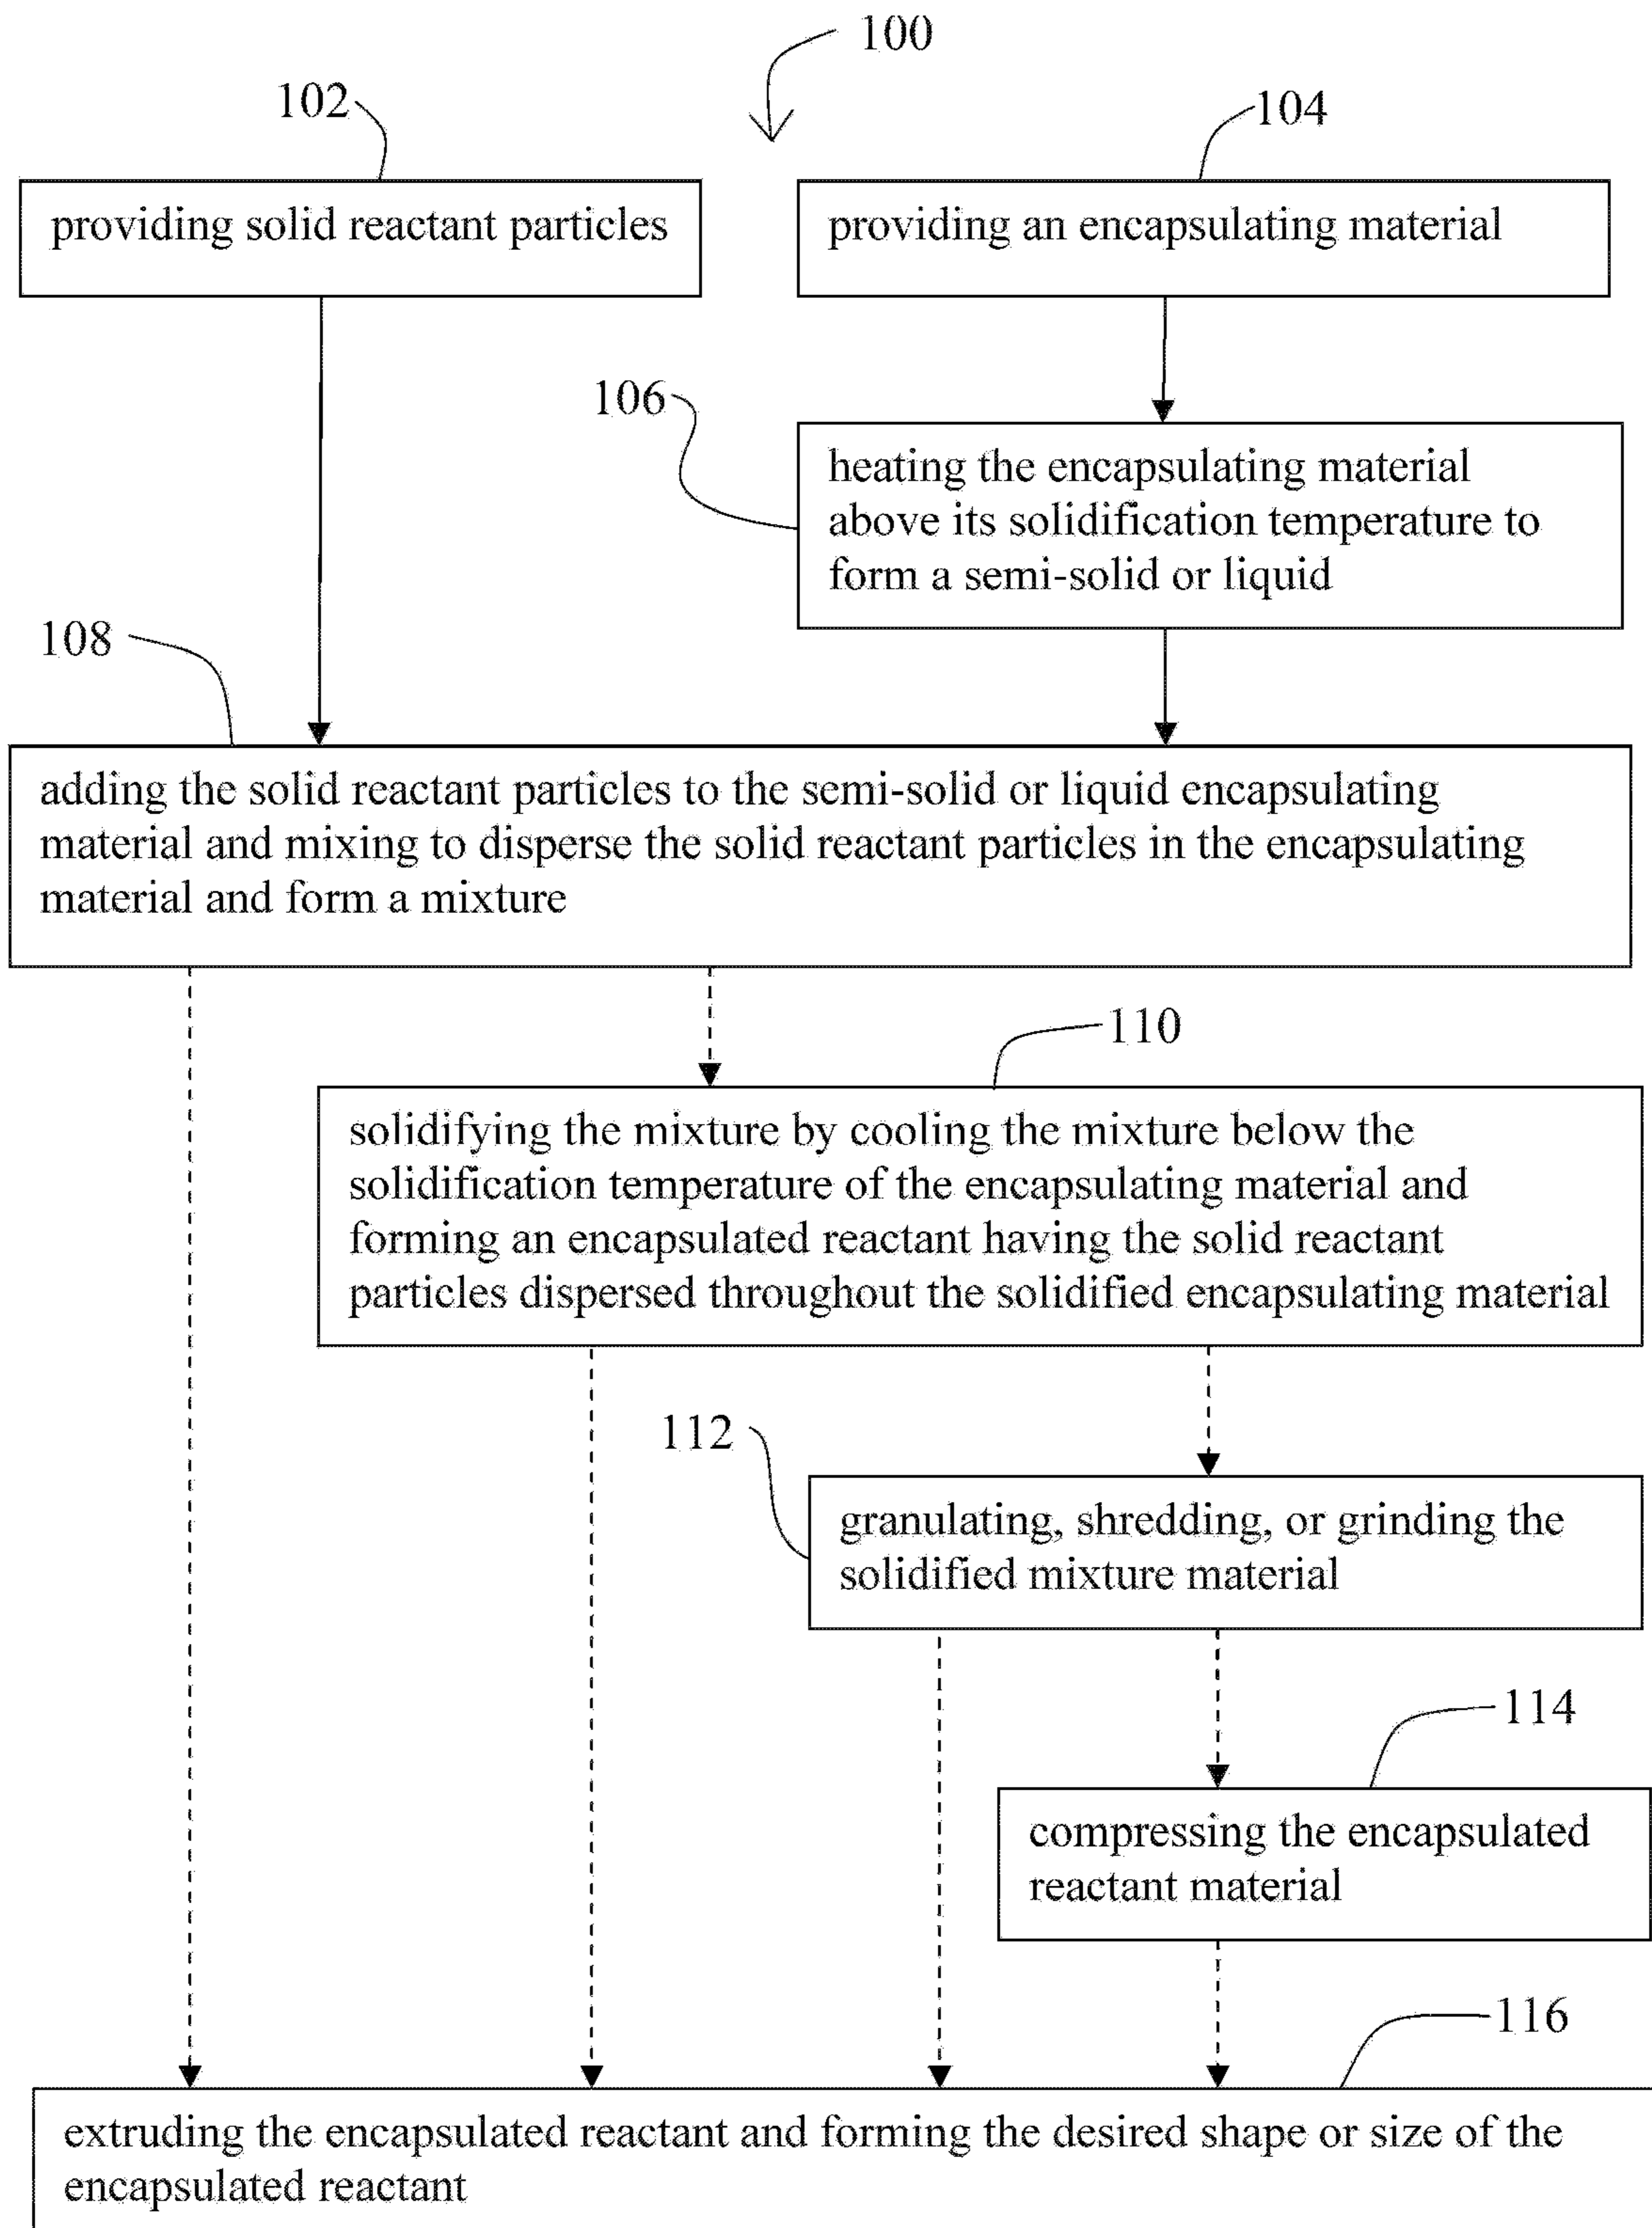 100
102
104
providing solid reactant particles
providing an encapsulating material
106
heating the encapsulating material
above its solidification temperature to
form a semi-solid or liquid
108
adding the solid reactant particles to the semi-solid or liquid encapsulating
material and mixing to disperse the solid reactant particles in the encapsulating
material and form a mixture
110
solidifying the mixture by cooling the mixture below the
solidification temperature of the encapsulating material and
forming an encapsulated reactant having the solid reactant
particles dispersed throughout the solidified encapsulating material
112
granulating, shredding, or grinding the
solidified mixture material
114
compressing the encapsulated
reactant material
116
extruding the encapsulated reactant and forming the desired shape or size of the
encapsulated reactant